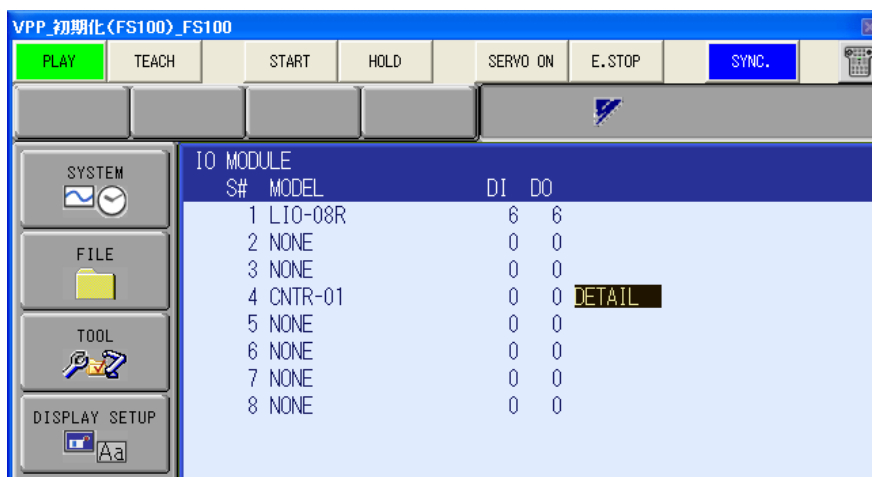 VPP_初期化(FS100)_FS100
PLAY TEACH START HOLD SERVO ON E.STOP SYNC.
IO MODULE
S# MODEL DI DO
1 LIO-08R 6 6
2 NONE 0 0
3 NONE 0 0
4 CNTR-01 0 0 DETAIL
5 NONE 0 0
6 NONE 0 0
7 NONE 0 0
8 NONE 0 0
SYSTEM
FILE
TOOL
DISPLAY SETUP
Aa